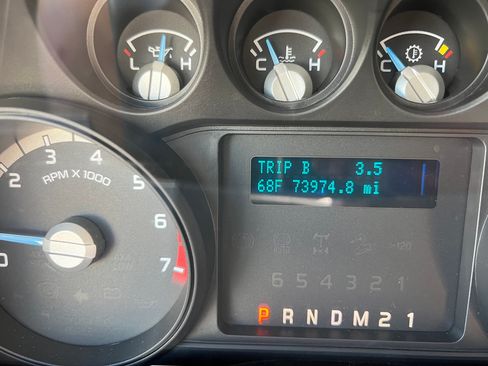 L H
C H
C H
0 2 3 4 5 6 7
RPM X 1000
TRIP B 3.5
68F 73974.8 mi
6 5 4 3 2 1
P R N D M 2 1